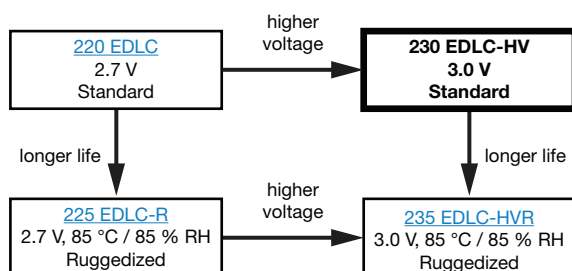 220 EDLC
2.7 V
Standard
higher
voltage
230 EDLC-HV
3.0 V
Standard
longer life
longer life
225 EDLC-R
2.7 V, 85 °C / 85 % RH
Ruggedized
higher
voltage
235 EDLC-HVR
3.0 V, 85 °C / 85 % RH
Ruggedized